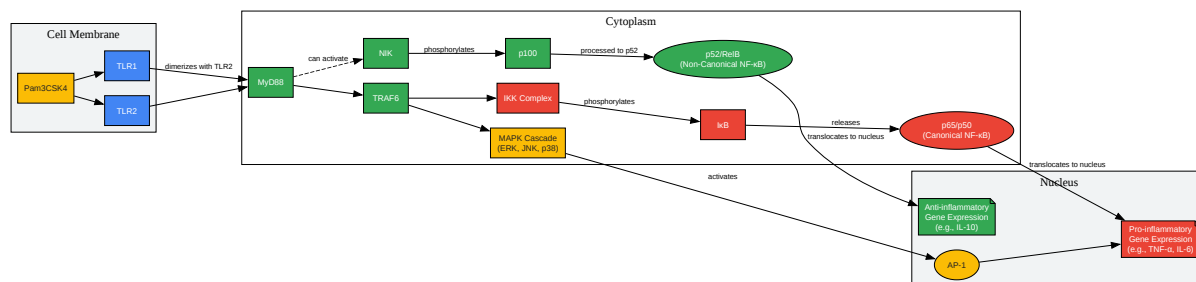 Cell Membrane
Pam3CSK4
TLR1
TLR2
dimerizes with TLR2
Cytoplasm
MyD88
can activate
NIK
phosphorylates
p100
processed to p52
p52/RelB
(Non-Canonical NF-κB)
TRAF6
IKK Complex
phosphorylates
IκB
releases
p65/p50
(Canonical NF-κB)
MAPK Cascade
(ERK, JNK, p38)
translocates to nucleus
translocates to nucleus
activates
Nucleus
Anti-inflammatory
Gene Expression
(e.g., IL-10)
Pro-inflammatory
Gene Expression
(e.g., TNF-α, IL-6)
AP-1